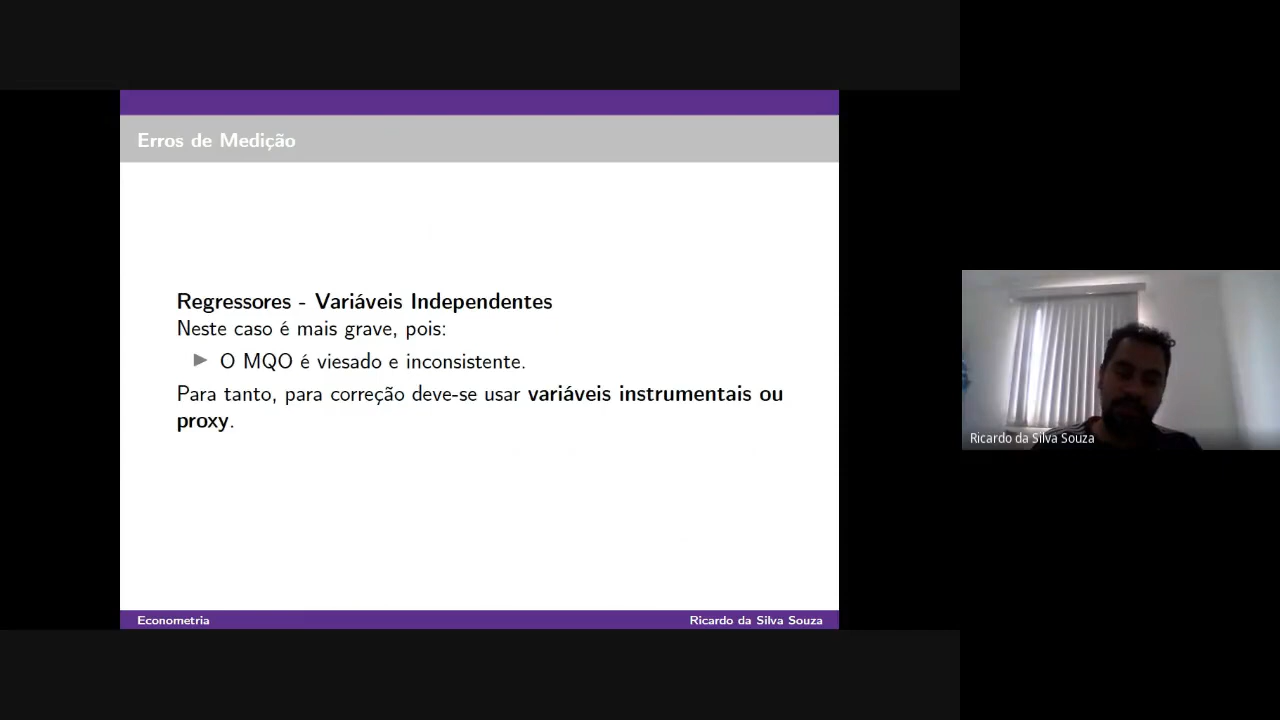 Erros de Medição
Regressores - Variáveis Independentes
Neste caso é mais grave, pois:
O MQO é viesado e inconsistente.
Para tanto, para correção deve-se usar variáveis instrumentais ou
proxy.
Econometria
Ricardo da Silva Souza
Ricardo da Silva Souza